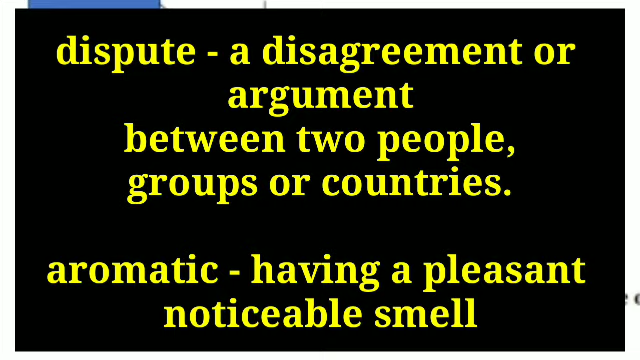 dispute - a disagreement or
argument
between two people,
groups or countries.
aromatic - having a pleasant
noticeable smell